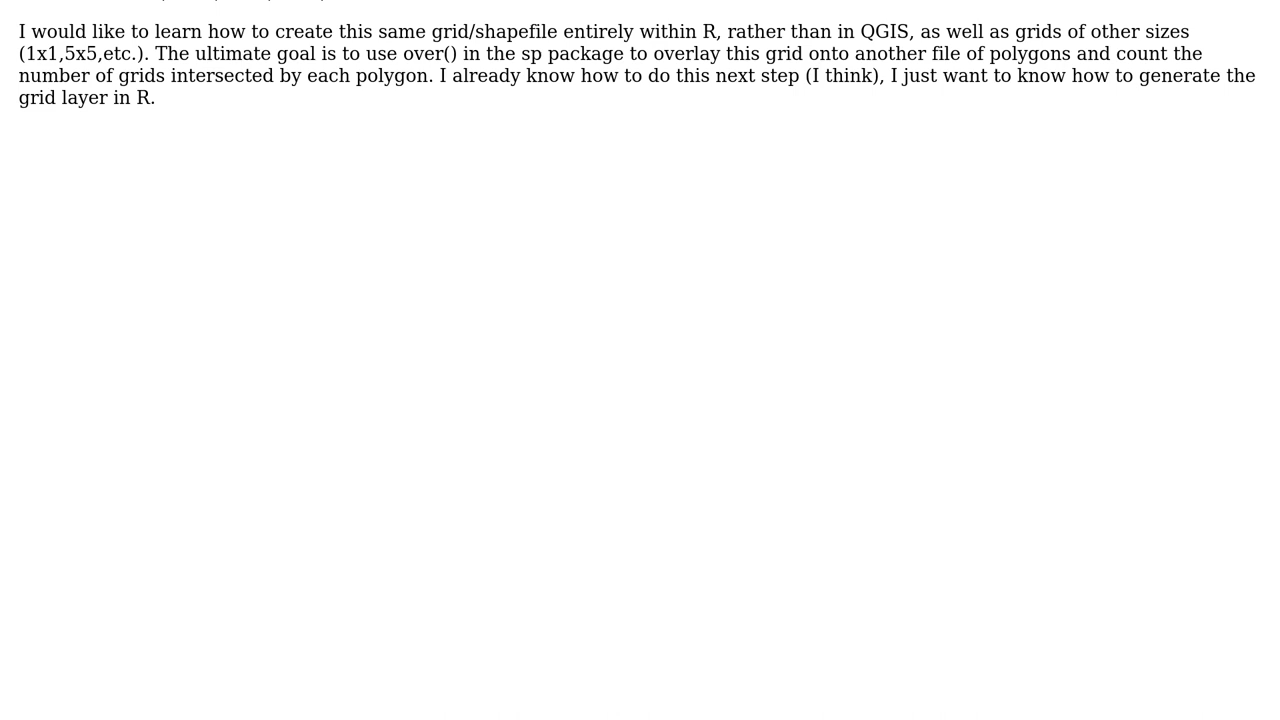 I would like to learn how to create this same grid/shapefile entirely within R, rather than in QGIS, as well as grids of other sizes
(1x1,5x5,etc.). The ultimate goal is to use over() in the sp package to overlay this grid onto another file of polygons and count the
number of grids intersected by each polygon. I already know how to do this next step (I think), I just want to know how to generate the
grid layer in R.